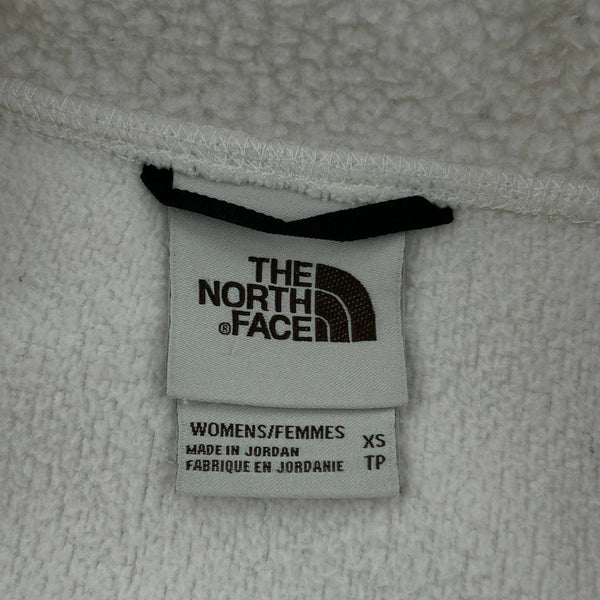 THE
NORTH
®FACE
WOMENS/FEMMES XS
MADE IN JORDAN
FABRIQUE EN JORDANIE TP